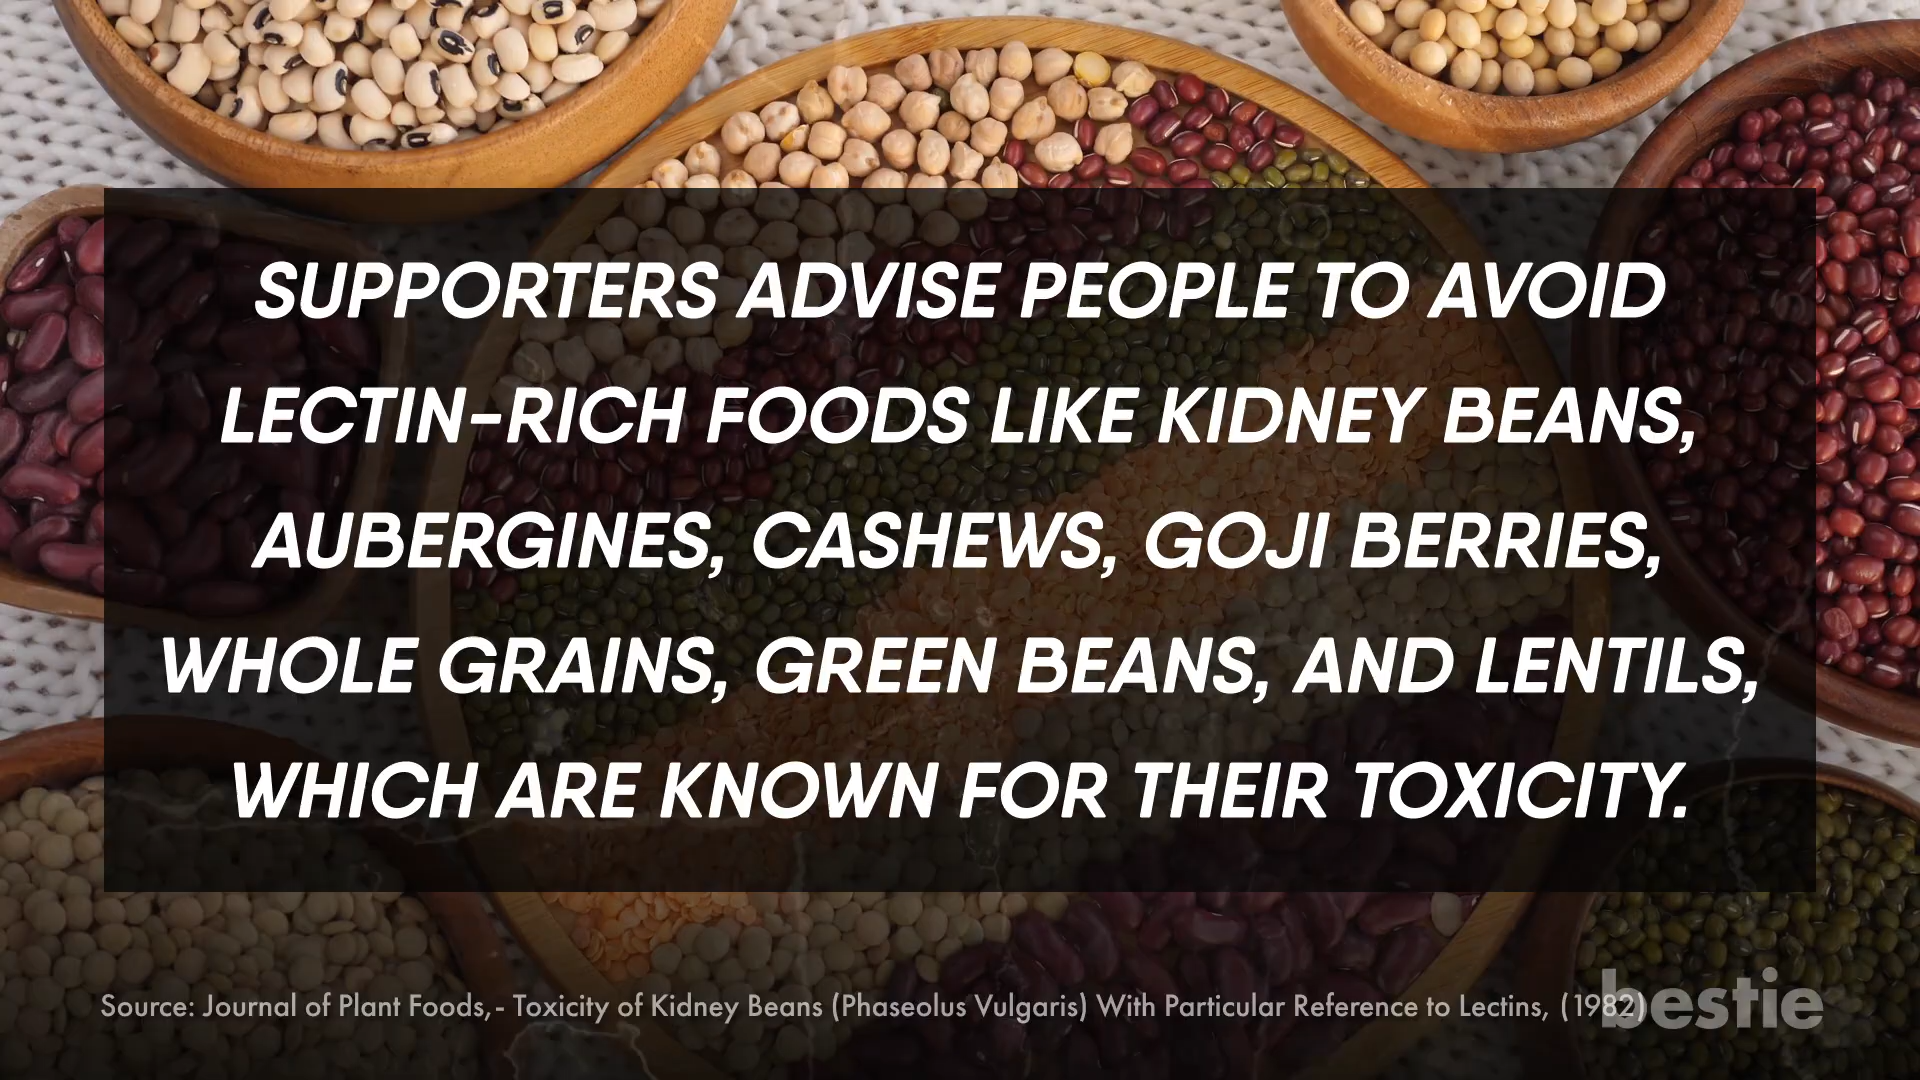 SUPPORTERS ADVISE PEOPLE TO AVOID
LECTIN-RICH FOODS LIKE KIDNEY BEANS,
AUBERGINES, CASHEWS, GOJI BERRIES,
WHOLE GRAINS, GREEN BEANS, AND LENTILS,
WHICH ARE KNOWN FOR THEIR TOXICITY.
Source: Journal of Plant Foods,- Toxicity of Kidney Beans (Phaseolus Vulgaris) With Particular Reference to Lectins, (1982)
bestie